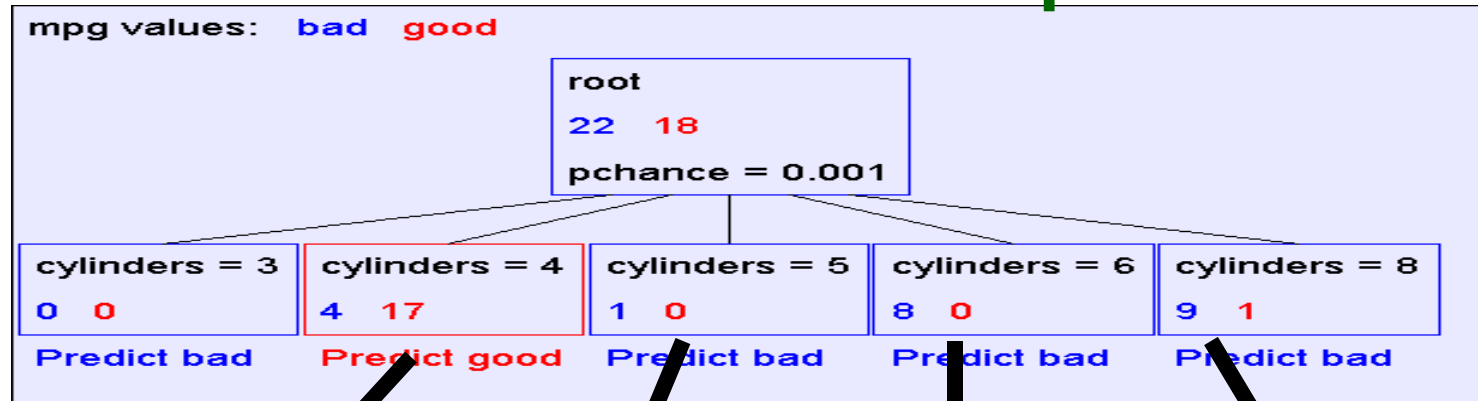 mpg values: bad good
root
22 18
pchance = 0.001
cylinders = 3 cylinders = 4 cylinders = 5 cylinders = 6 cylinders = 8
0 0 4 17 1 0 8 0 9 1
Predict bad Predict good Predict bad Predict bad Predict bad